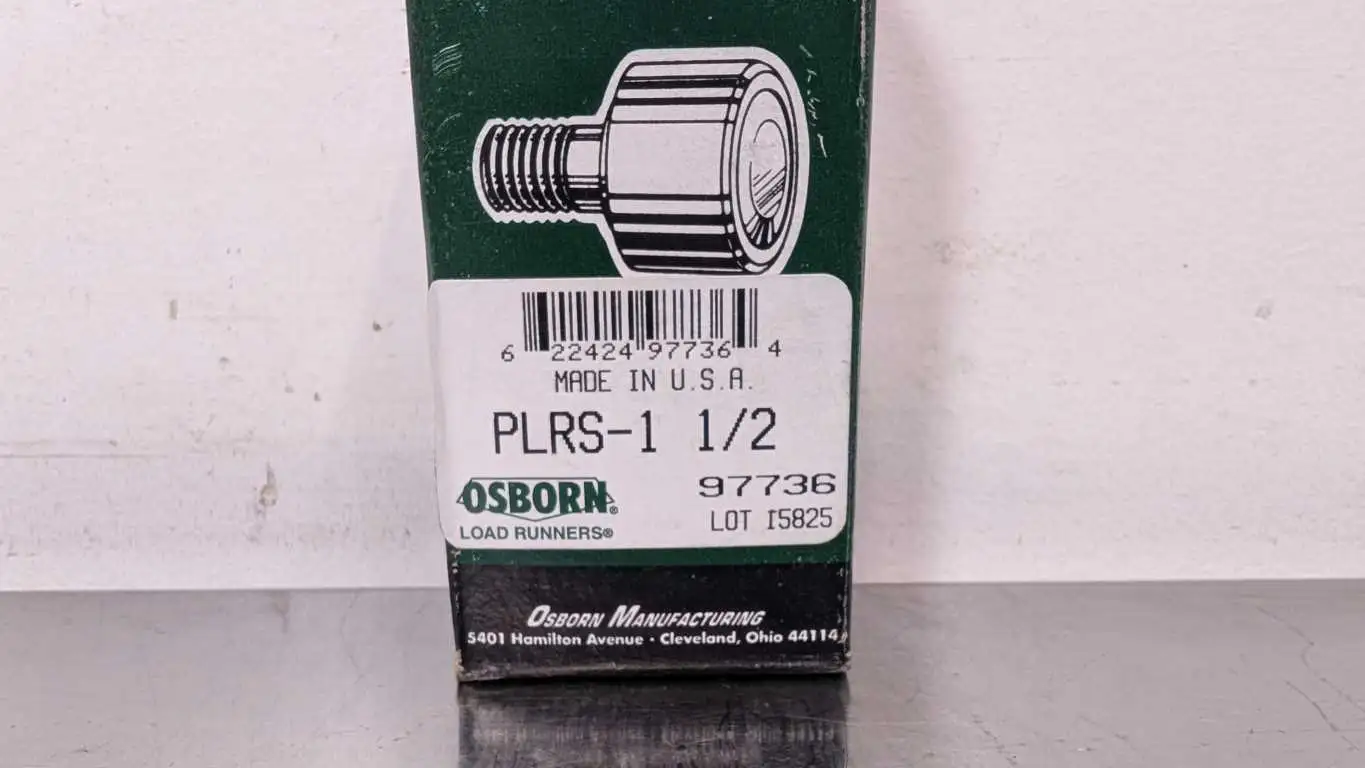 6 22424 97736 4
MADE IN U.S.A.
PLRS-1 1/2
OSBORN®
LOAD RUNNERS®
97736
LOT I5825
OSBORN MANUFACTURING
5401 Hamilton Avenue · Cleveland, Ohio 44114